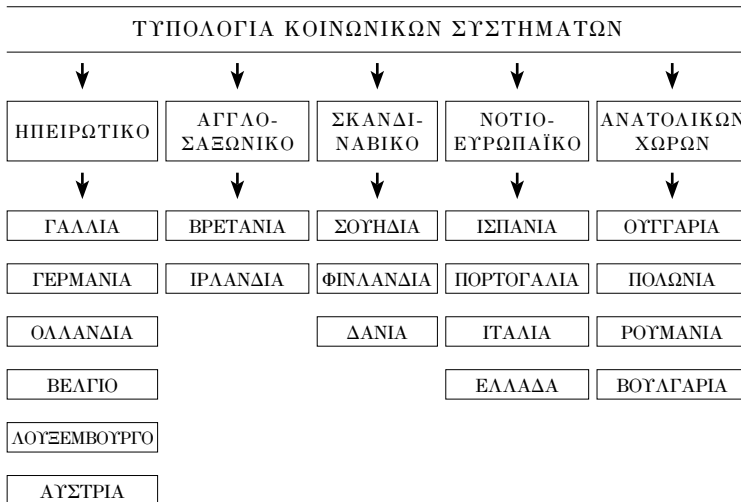 ΤΥΠΟΛΟΓΙΑ ΚΟΙΝΩΝΙΚΩΝ ΣΥΣΤΗΜΑΤΩΝ
ΗΠΕΙΡΩΤΙΚΟ
ΑΓΓΛΟ-
ΣΑΞΩΝΙΚΟ
ΣΚΑΝΔΙ-
ΝΑΒΙΚΟ
ΝΟΤΙΟ-
ΕΥΡΩΠΑΪΚΟ
ΑΝΑΤΟΛΙΚΩΝ
ΧΩΡΩΝ
ΓΑΛΛΙΑ
ΒΡΕΤΑΝΙΑ
ΣΟΥΗΔΙΑ
ΙΣΠΑΝΙΑ
ΟΥΓΓΑΡΙΑ
ΓΕΡΜΑΝΙΑ
ΙΡΛΑΝΔΙΑ
ΦΙΝΛΑΝΔΙΑ
ΠΟΡΤΟΓΑΛΙΑ
ΠΟΛΩΝΙΑ
ΟΛΛΑΝΔΙΑ
ΔΑΝΙΑ
ΙΤΑΛΙΑ
ΡΟΥΜΑΝΙΑ
ΒΕΛΓΙΟ
ΕΛΛΑΔΑ
ΒΟΥΛΓΑΡΙΑ
ΛΟΥΞΕΜΒΟΥΡΓΟ
ΑΥΣΤΡΙΑ